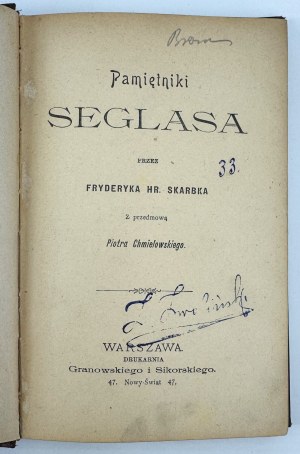 Pamiętniki
SEGLASA
PRZEZ
33.
FRYDERYKA HR. SKARBKA
Z przedmową
Piotra Chmielowskiego.
WARSZAWA.
DRUKARNIA
Granowskiego i Sikorskiego.
47. Nowy-Świat 47.